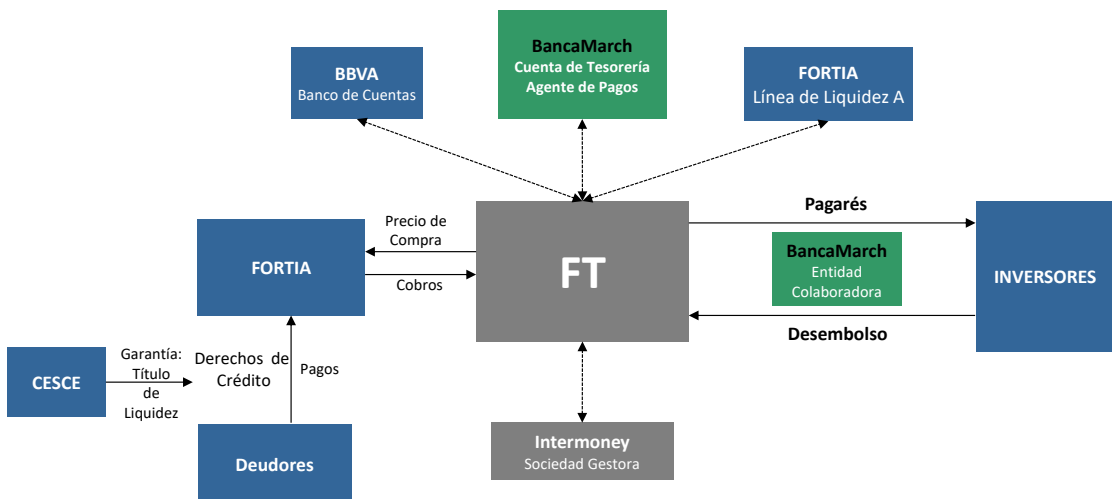 BancaMarch
Cuenta de Tesorería
Agente de Pagos
BBVA
Banco de Cuentas
FORTIA
Línea de Liquidez A
Precio de
Compra
Cobros
FORTIA
FT
Pagarés
BancaMarch
Entidad
Colaboradora
Desembolso
INVERSORES
CESCE
Garantía:
Título
de
Liquidez
Derechos de
Crédito
Pagos
Deudores
Intermoney
Sociedad Gestora